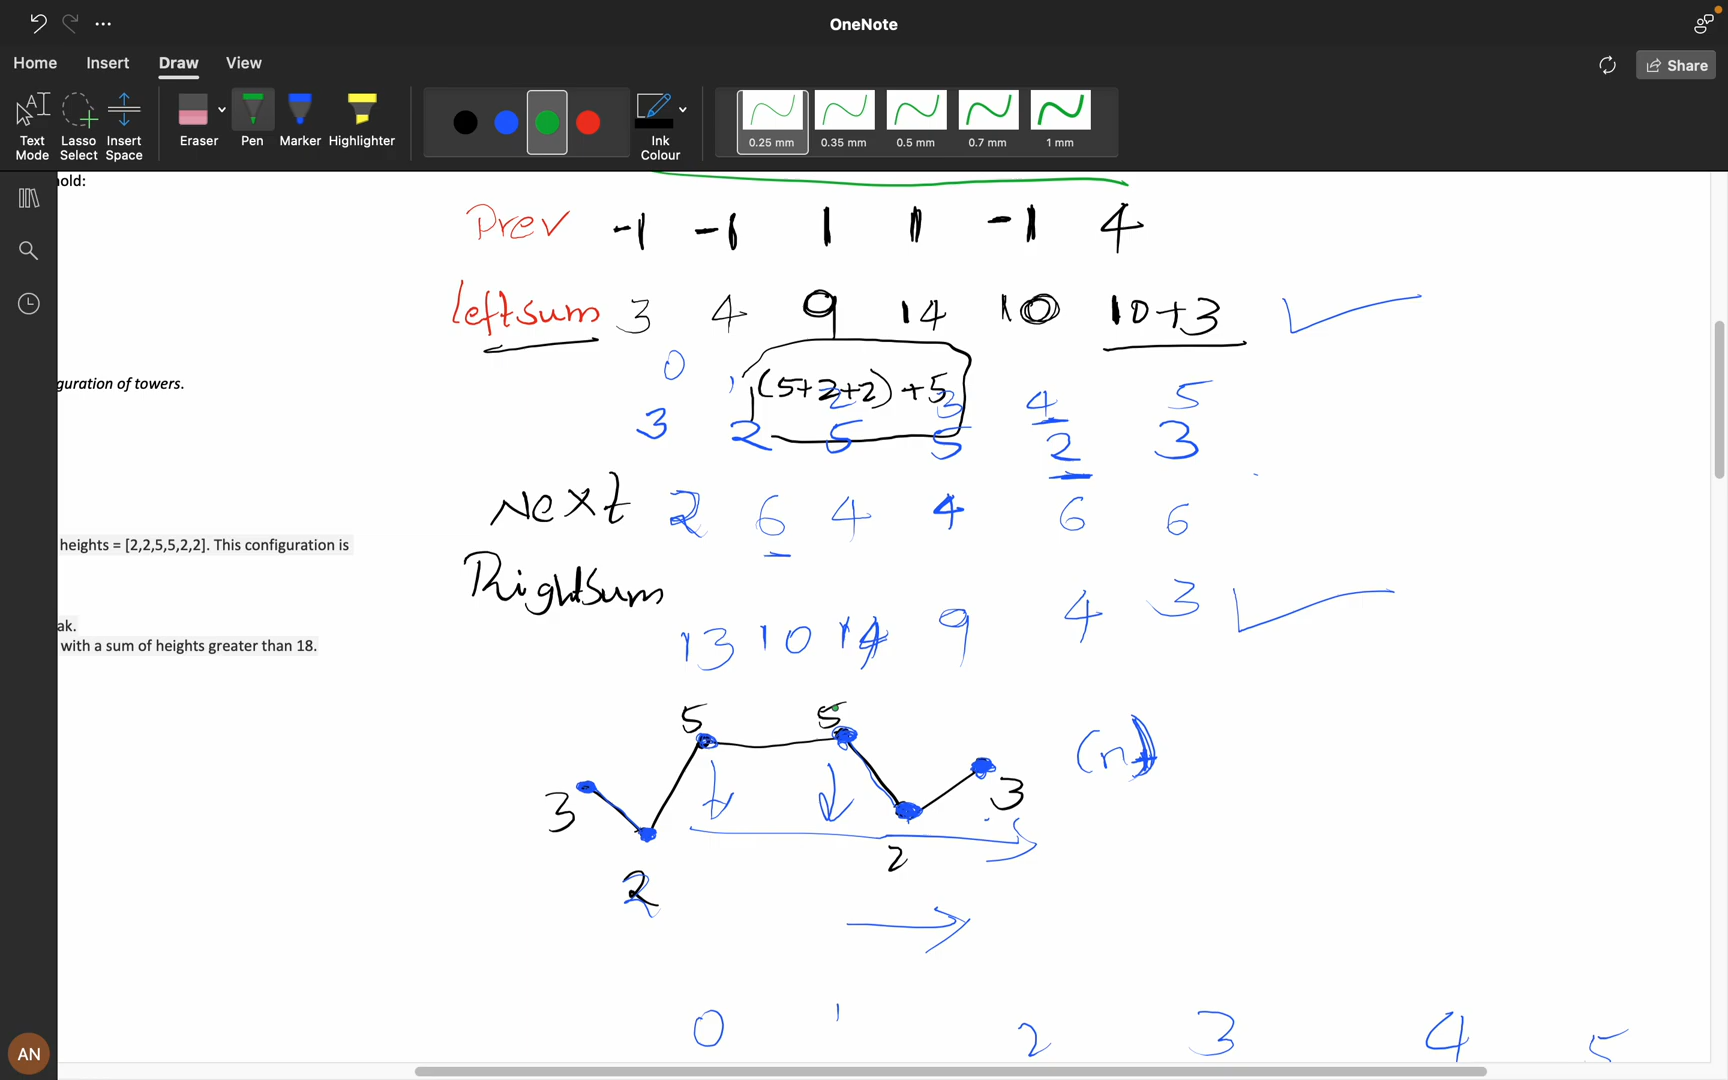 OneNote
Home Insert Draw View
Share
Text Mode
Lasso Select
Insert Space
Eraser
Pen
Marker
Highlighter
Ink Colour
0.25 mm
0.35 mm
0.5 mm
0.7 mm
1 mm
hold:
Prev -1 -1 1 1 -1 4
leftsum 3 4 9 14 10 10+3
(5+2+2)+5
0 1 2 3 4 5
3 2 5 5 2 3
guration of towers.
Next 2 6 4 4 6 6
heights = [2,2,5,5,2,2]. This configuration is
RightSum
13 10 14 9 4 3
ak.
with a sum of heights greater than 18.
5 5
3 3
2 2
0 1 2 3 4 5
AN